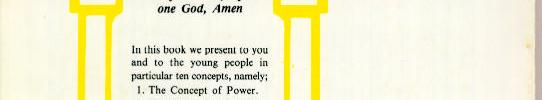 one God, Amen
In this book we present to you
and to the young people in
particular ten concepts, namely;
1. The Concept of Power.